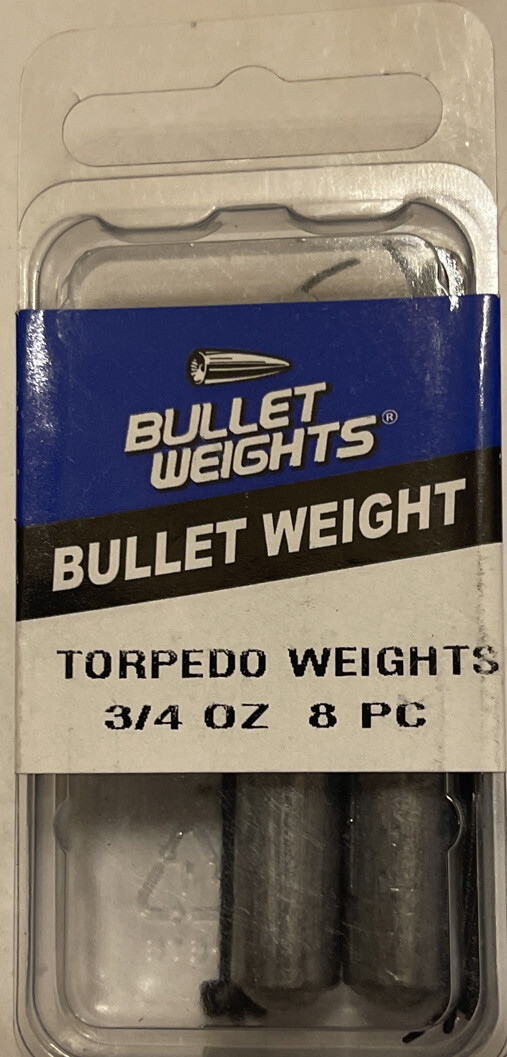 BULLET
WEIGHTS®
BULLET WEIGHT
TORPEDO WEIGHTS
3/4 OZ 8 PC